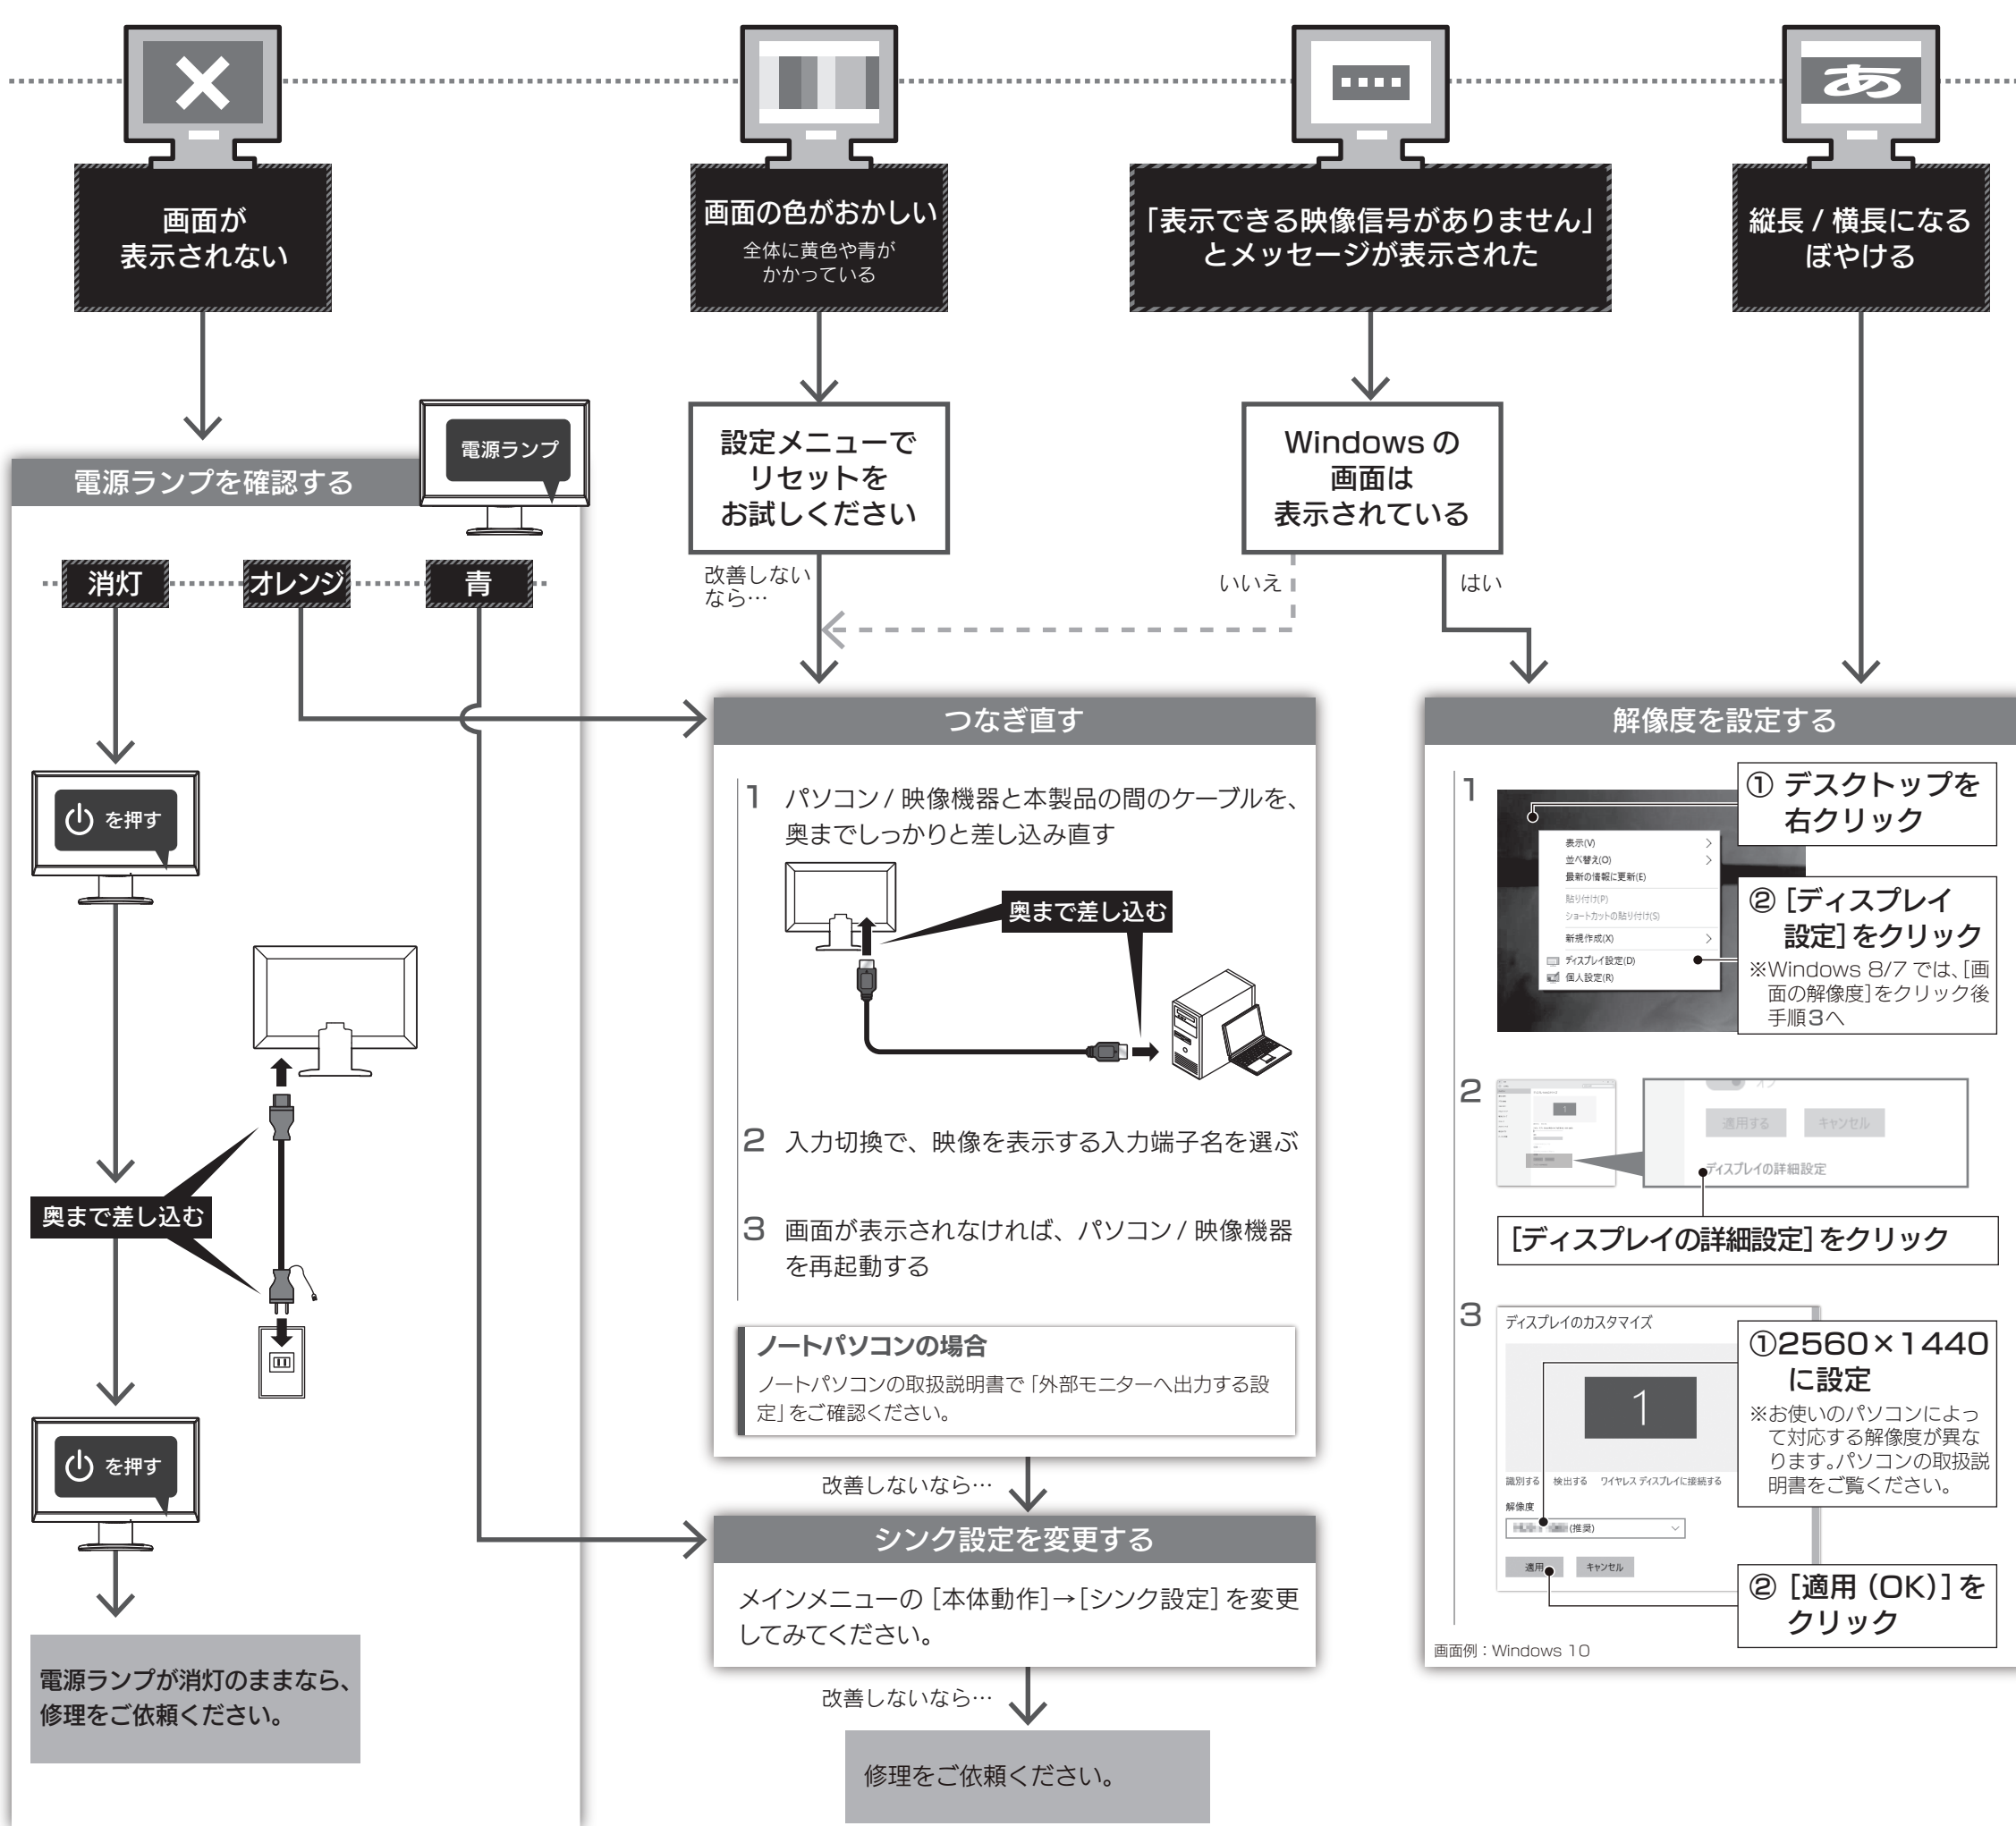 あ
画面が
表示されない
画面の色がおかしい
全体に黄色や青が
かかっている
「表示できる映像信号がありません」
とメッセージが表示された
縦長 / 横長になる
ぼやける
電源ランプを確認する
電源ランプ
消灯
オレンジ
青
を押す
奥まで差し込む
を押す
電源ランプが消灯のままなら、
修理をご依頼ください。
設定メニューで
リセットを
お試しください
改善しない
なら…
Windows の
画面は
表示されている
いいえ
はい
つなぎ直す
1 パソコン / 映像機器と本製品の間のケーブルを、
奥までしっかりと差し込み直す
奥まで差し込む
2 入力切換で、映像を表示する入力端子名を選ぶ
3 画面が表示されなければ、パソコン / 映像機器
を再起動する
ノートパソコンの場合
ノートパソコンの取扱説明書で「外部モニターへ出力する設
定」をご確認ください。
改善しないなら…
シンク設定を変更する
メインメニューの [本体動作]→[シンク設定] を変更
してみてください。
改善しないなら…
修理をご依頼ください。
解像度を設定する
1
① デスクトップを
右クリック
表示(V)
並べ替え(O)
最新の情報に更新(E)
貼り付け(P)
ショートカットの貼り付け(S)
新規作成(X)
ディスプレイ設定(D)
個人設定(R)
② [ディスプレイ
設定] をクリック
※Windows 8/7 では、[画
面の解像度]をクリック後
手順3へ
2
1
オン
適用する
キャンセル
ディスプレイの詳細設定
[ディスプレイの詳細設定] をクリック
3
ディスプレイのカスタマイズ
1
①2560×1440
に設定
※お使いのパソコンによっ
て対応する解像度が異な
ります。パソコンの取扱説
明書をご覧ください。
識別する 検出する ワイヤレス ディスプレイに接続する
解像度
(推奨)
適用
キャンセル
② [適用 (OK)] を
クリック
画面例：Windows 10